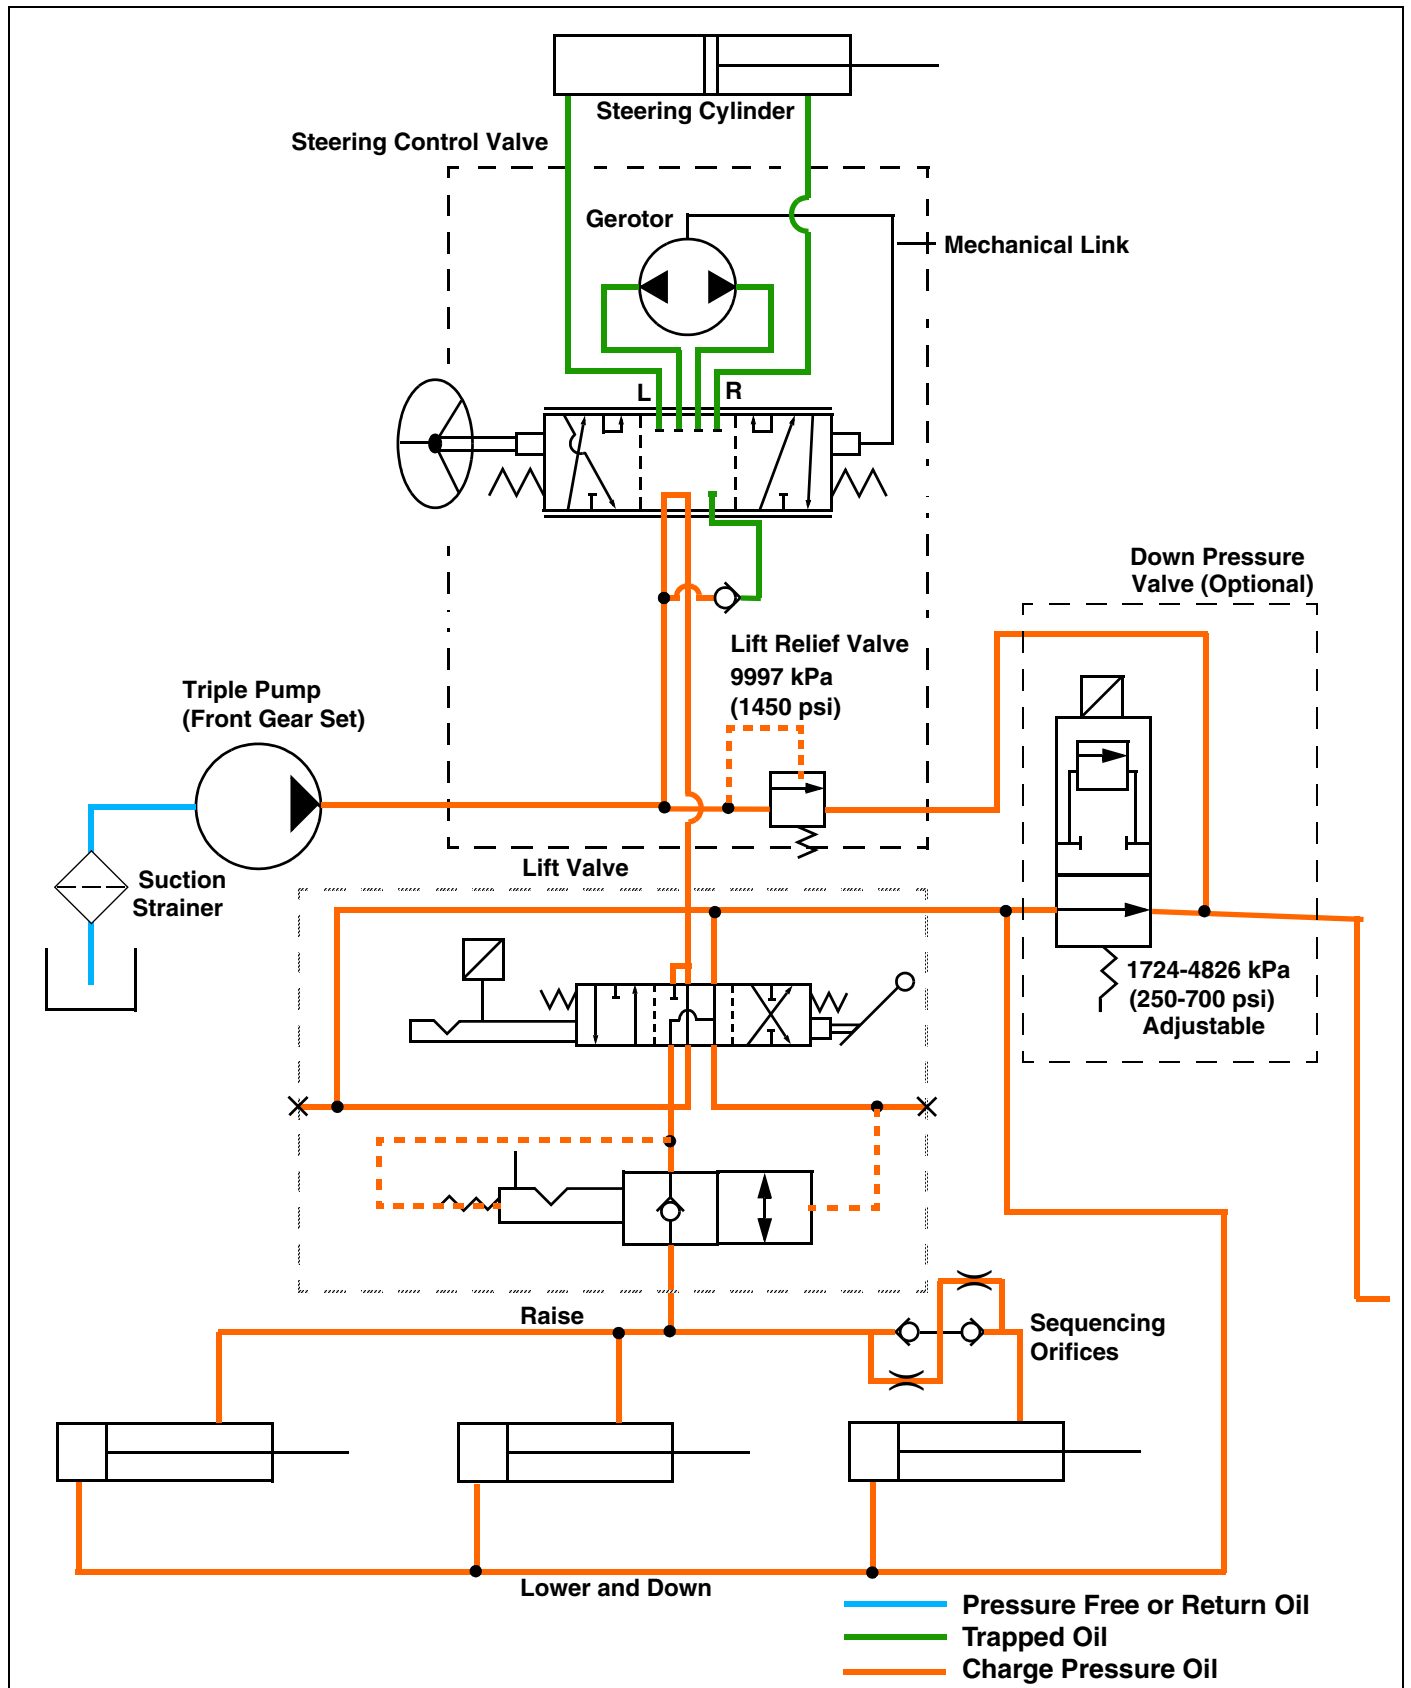 Steering Cylinder
Steering Control Valve
Gerotor
Mechanical Link
L
R
Down Pressure
Valve (Optional)
Lift Relief Valve
9997 kPa
(1450 psi)
Triple Pump
(Front Gear Set)
Lift Valve
Suction
Strainer
1724-4826 kPa
(250-700 psi)
Adjustable
Raise
Sequencing
Orifices
Lower and Down
Pressure Free or Return Oil
Trapped Oil
Charge Pressure Oil